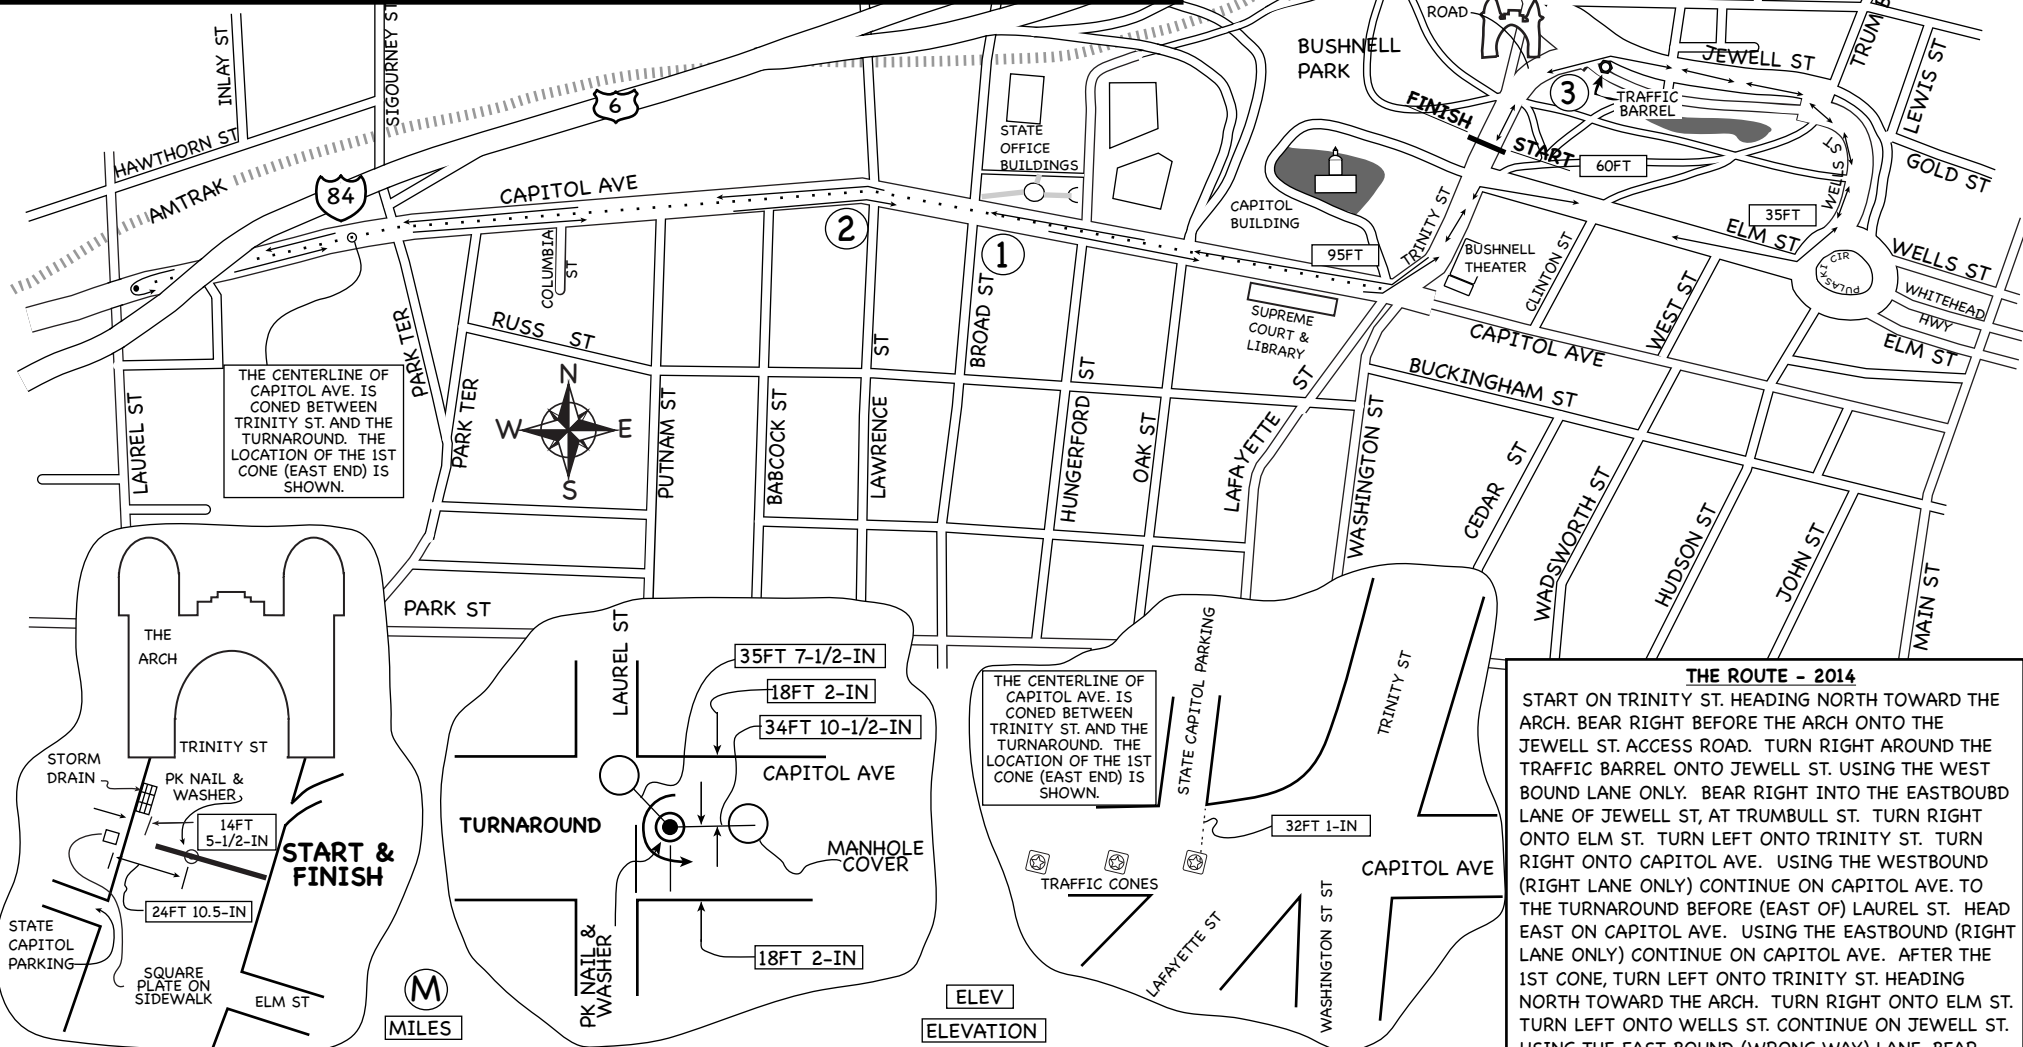 INLAY ST
SIGOURNEY ST
HAWTHORN ST
AMTRAK
84
6
CAPITOL AVE
COLUMBIA
ST
RUSS ST
PARK TER
PARK TER
LAUREL ST
PUTNAM ST
BABCOCK ST
LAWRENCE
ST
BROAD ST
HUNGERFORD
ST
OAK ST
LAFAYETTE
ST
WASHINGTON ST
CEDAR ST
WADSWORTH ST
HUDSON ST
JOHN ST
MAIN ST
PARK ST
2
1
3
STATE
OFFICE
BUILDINGS
CAPITOL
BUILDING
BUSHNELL
PARK
ROAD
FINISH
START
60FT
95FT
35FT
TRINITY ST
BUSHNELL
THEATER
SUPREME
COURT &
LIBRARY
CLINTON ST
WEST ST
CAPITOL AVE
BUCKINGHAM ST
ELM ST
ELM ST
WELLS ST
WELLS ST
PULASKI CIR
WHITEHEAD
HWY
GOLD ST
LEWIS ST
JEWELL ST
TRAFFIC
BARREL
N
W E
S
THE CENTERLINE OF
CAPITOL AVE. IS
CONED BETWEEN
TRINITY ST. AND THE
TURNAROUND. THE
LOCATION OF THE 1ST
CONE (EAST END) IS
SHOWN.
THE
ARCH
TRINITY ST
STORM
DRAIN
PK NAIL &
WASHER
14FT
5-1/2-IN
START &
FINISH
24FT 10.5-IN
STATE
CAPITOL
PARKING
SQUARE
PLATE ON
SIDEWALK
ELM ST
M
MILES
LAUREL ST
35FT 7-1/2-IN
18FT 2-IN
34FT 10-1/2-IN
CAPITOL AVE
TURNAROUND
MANHOLE
COVER
PK NAIL &
WASHER
18FT 2-IN
ELEV
ELEVATION
THE CENTERLINE OF
CAPITOL AVE. IS
CONED BETWEEN
TRINITY ST. AND THE
TURNAROUND. THE
LOCATION OF THE 1ST
CONE (EAST END) IS
SHOWN.
STATE CAPITOL PARKING
TRINITY ST
32FT 1-IN
TRAFFIC CONES
CAPITOL AVE
LAFAYETTE ST
WASHINGTON ST ST
THE ROUTE - 2014
START ON TRINITY ST. HEADING NORTH TOWARD THE
ARCH. BEAR RIGHT BEFORE THE ARCH ONTO THE
JEWELL ST. ACCESS ROAD. TURN RIGHT AROUND THE
TRAFFIC BARREL ONTO JEWELL ST. USING THE WEST
BOUND LANE ONLY. BEAR RIGHT INTO THE EASTBOUBD
LANE OF JEWELL ST, AT TRUMBULL ST. TURN RIGHT
ONTO ELM ST. TURN LEFT ONTO TRINITY ST. TURN
RIGHT ONTO CAPITOL AVE. USING THE WESTBOUND
(RIGHT LANE ONLY) CONTINUE ON CAPITOL AVE. TO
THE TURNAROUND BEFORE (EAST OF) LAUREL ST. HEAD
EAST ON CAPITOL AVE. USING THE EASTBOUND (RIGHT
LANE ONLY) CONTINUE ON CAPITOL AVE. AFTER THE
1ST CONE, TURN LEFT ONTO TRINITY ST. HEADING
NORTH TOWARD THE ARCH. TURN RIGHT ONTO ELM ST.
TURN LEFT ONTO WELLS ST. CONTINUE ON JEWELL ST.
USING THE EAST BOUND (WRONG WAY) LANE. BEAR